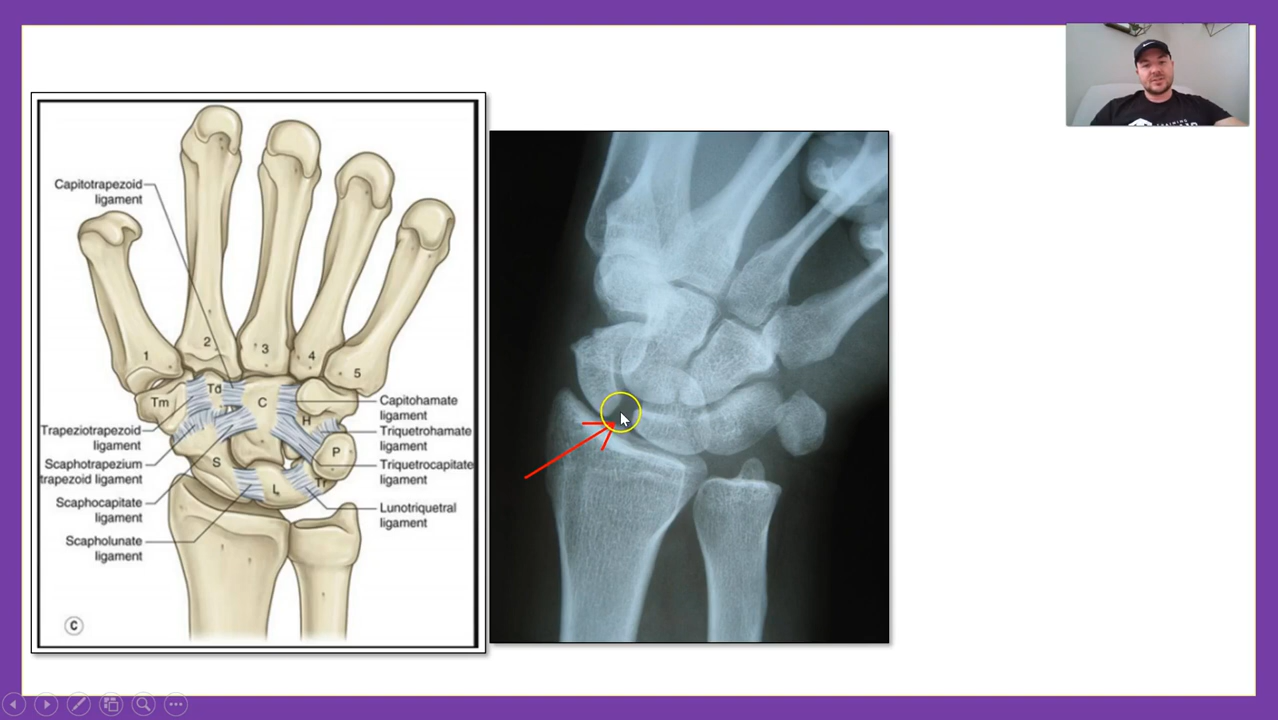 Capitotrapezoid
ligament
1
2
3
4
5
Tm
Td
C
H
P
S
L
Tr
Trapeziotrapezoid
ligament
Scaphotrapezium
trapezoid ligament
Scaphocapitate
ligament
Scapholunate
ligament
Capitohamate
ligament
Triquetrohamate
ligament
Triquetrocapitate
ligament
Lunotriquetral
ligament
C